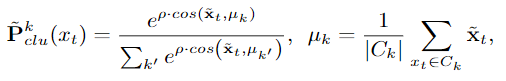 $\tilde{\mathbf{P}}^{k}_{clu}(x_t) = \frac{e^{\rho \cdot cos(\tilde{\mathbf{x}}_t, \mu_k)}}{\sum_{k'} e^{\rho \cdot cos(\tilde{\mathbf{x}}_t, \mu_{k'})}}, \ \mu_k = \frac{1}{|C_k|} \sum_{x_t \in C_k} \tilde{\mathbf{x}}_t,$